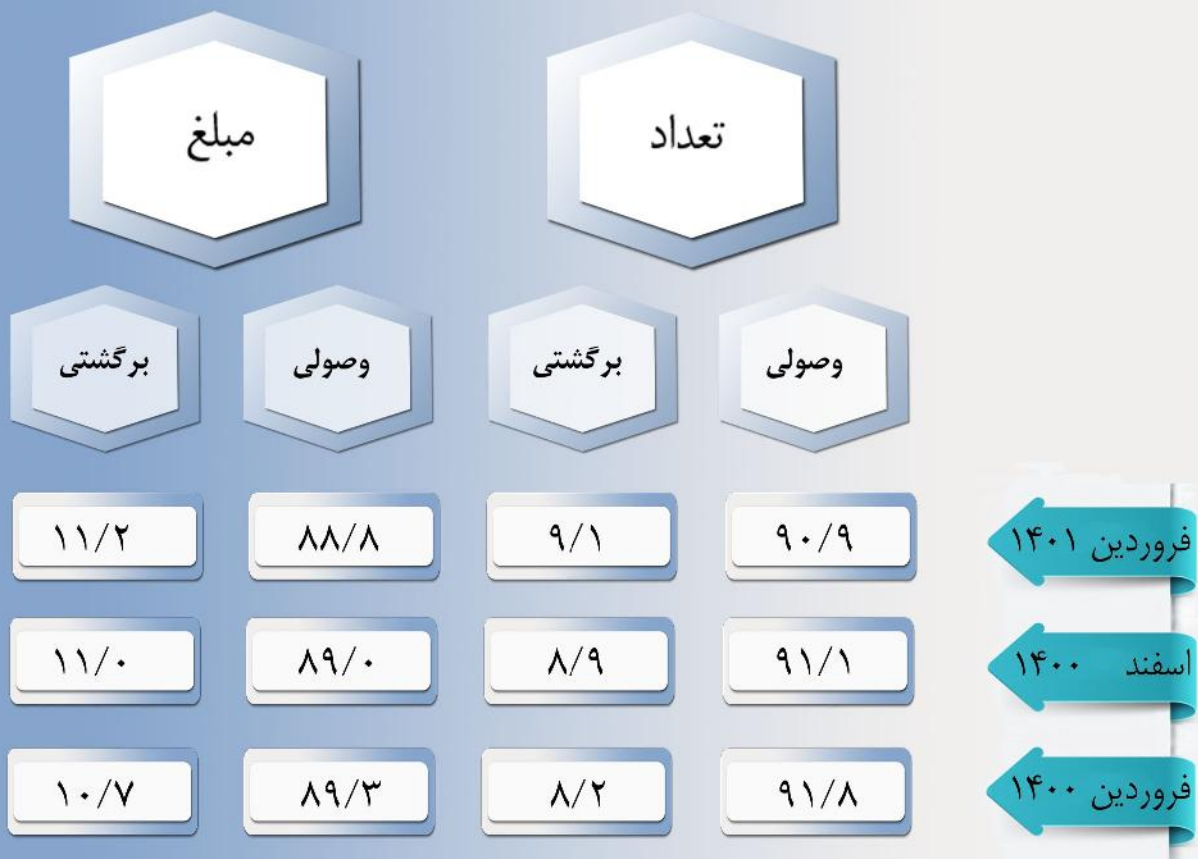 تعداد مبلغ
وصولی برگشتی وصولی برگشتی
فروردین ۱۴۰۱ ۹۰/۹ ۹/۱ ۸۸/۸ ۱۱/۲
اسفند ۱۴۰۰ ۹۱/۱ ۸/۹ ۸۹/۰ ۱۱/۰
فروردین ۱۴۰۰ ۹۱/۸ ۸/۲ ۸۹/۳ ۱۰/۷